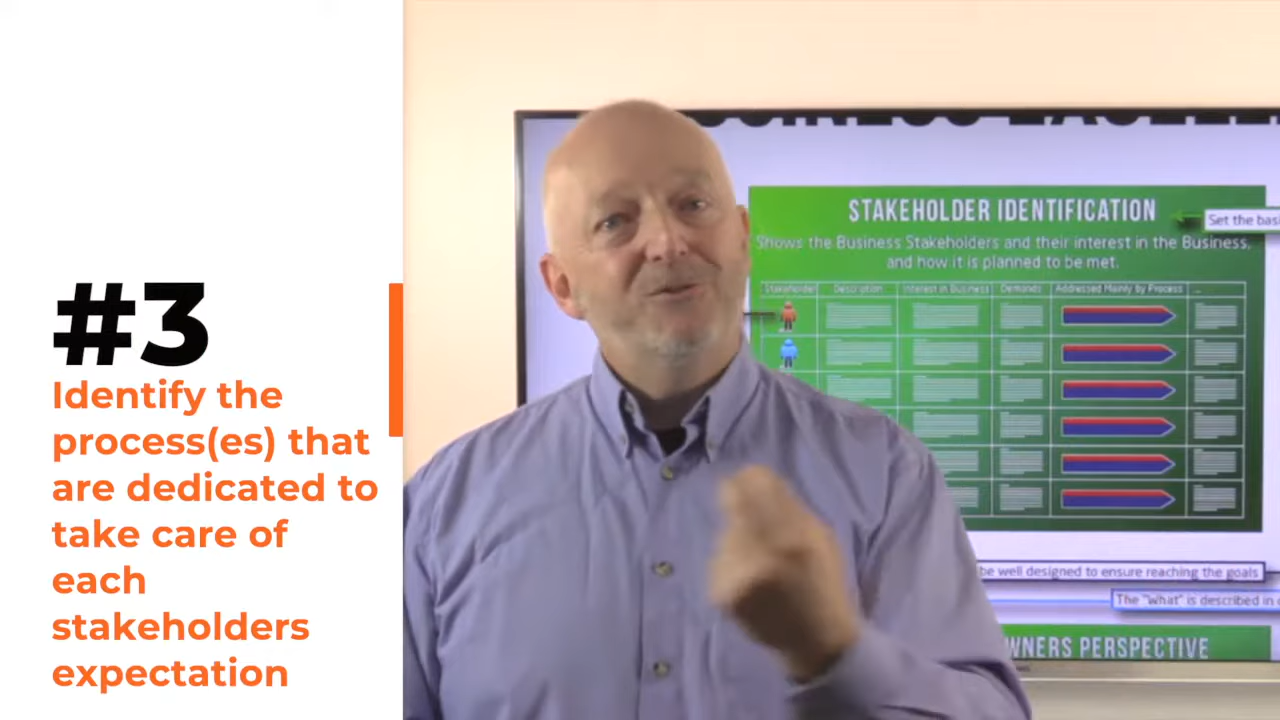 #3
Identify the
process(es) that
are dedicated to
take care of
each
stakeholders
expectation
STAKEHOLDER IDENTIFICATION
Set the basi
Shows the Business Stakeholders and their interest in the Business,
and how it is planned to be met.
Stakeholder Description Interest in Business Demands Addressed Mainly by Process ...
be well designed to ensure reaching the goals
The "What" is described in
WNERS PERSPECTIVE